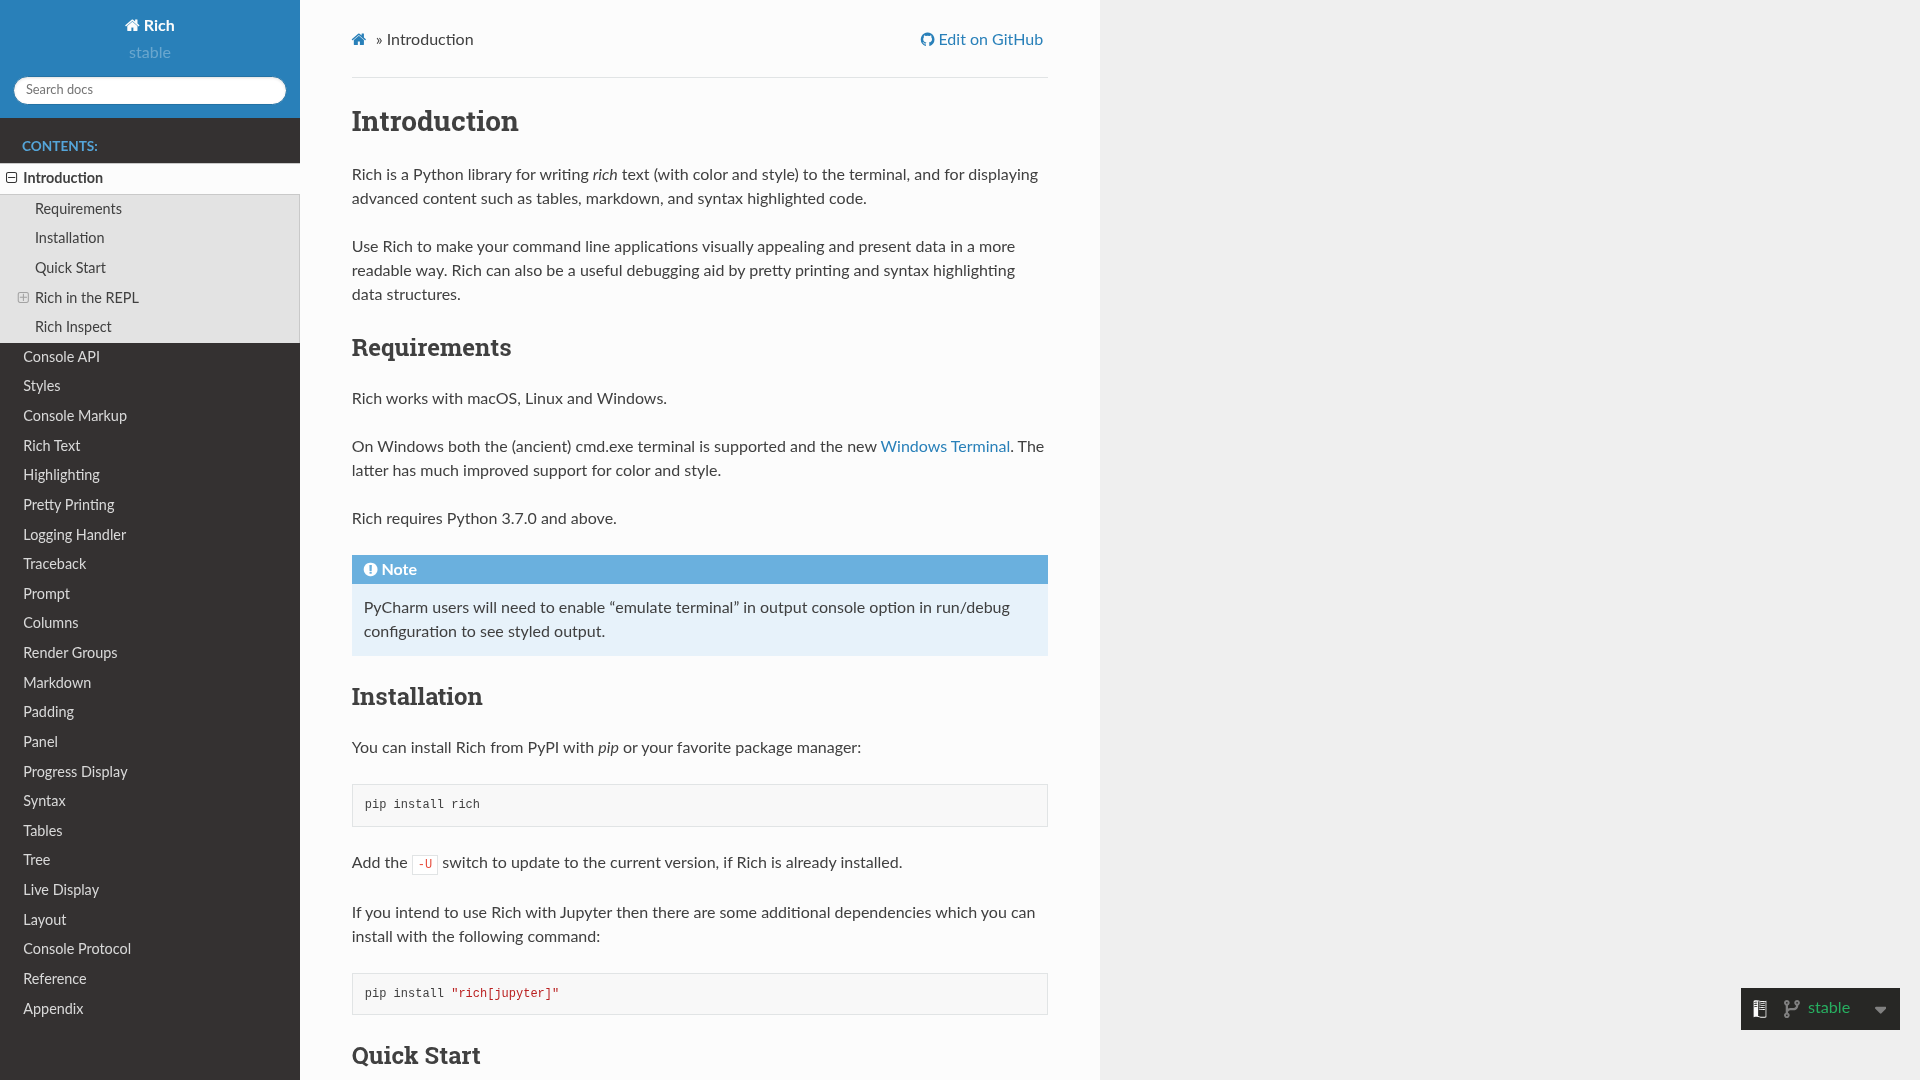 Rich
stable
Search docs
CONTENTS:
Introduction
Requirements
Installation
Quick Start
Rich in the REPL
Rich Inspect
Console API
Styles
Console Markup
Rich Text
Highlighting
Pretty Printing
Logging Handler
Traceback
Prompt
Columns
Render Groups
Markdown
Padding
Panel
Progress Display
Syntax
Tables
Tree
Live Display
Layout
Console Protocol
Reference
Appendix
» Introduction
Edit on GitHub
Introduction
Rich is a Python library for writing rich text (with color and style) to the terminal, and for displaying
advanced content such as tables, markdown, and syntax highlighted code.
Use Rich to make your command line applications visually appealing and present data in a more
readable way. Rich can also be a useful debugging aid by pretty printing and syntax highlighting
data structures.
Requirements
Rich works with macOS, Linux and Windows.
On Windows both the (ancient) cmd.exe terminal is supported and the new Windows Terminal. The
latter has much improved support for color and style.
Rich requires Python 3.7.0 and above.
Note
PyCharm users will need to enable “emulate terminal” in output console option in run/debug
configuration to see styled output.
Installation
You can install Rich from PyPI with pip or your favorite package manager:
pip install rich
Add the -U switch to update to the current version, if Rich is already installed.
If you intend to use Rich with Jupyter then there are some additional dependencies which you can
install with the following command:
pip install "rich[jupyter]"
Quick Start
stable